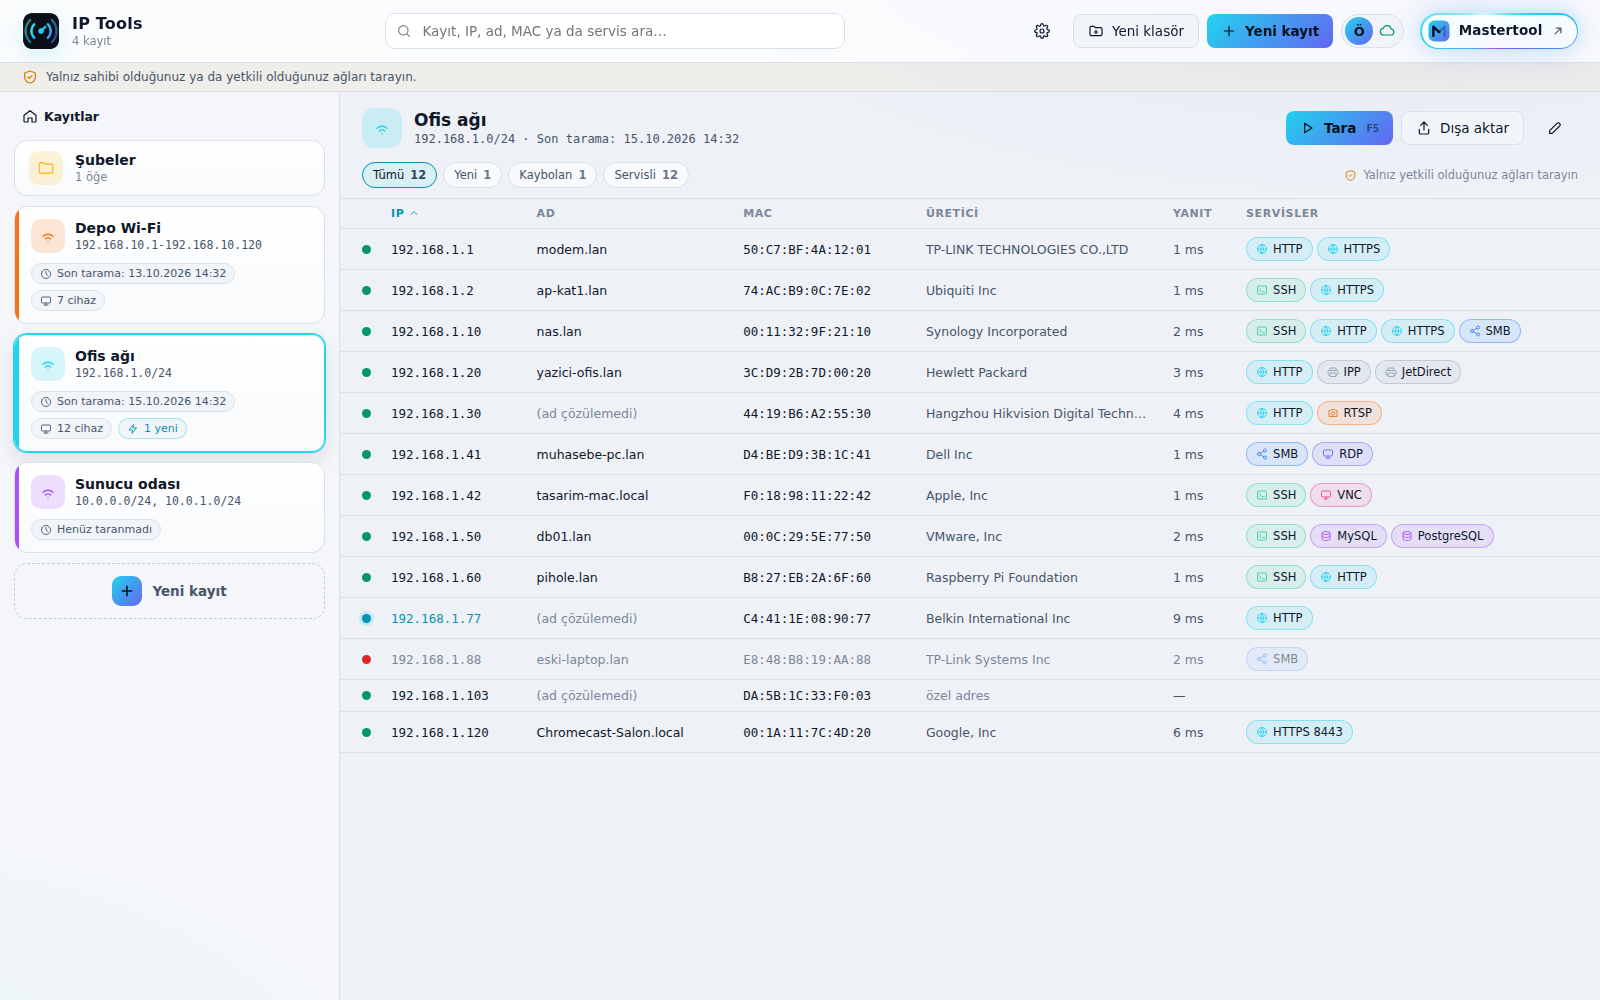 IP Tools
4 kayıt
Kayıt, IP, ad, MAC ya da servis ara…
Yeni klasör
Yeni kayıt
Ö
Mastertool
Yalnız sahibi olduğunuz ya da yetkili olduğunuz ağları tarayın.
Kayıtlar
Şubeler
1 öğe
Depo Wi-Fi
192.168.10.1-192.168.10.120
Son tarama: 13.10.2026 14:32
7 cihaz
Ofis ağı
192.168.1.0/24
Son tarama: 15.10.2026 14:32
12 cihaz 1 yeni
Sunucu odası
10.0.0.0/24, 10.0.1.0/24
Henüz taranmadı
Yeni kayıt
Ofis ağı
192.168.1.0/24 · Son tarama: 15.10.2026 14:32
Tara F5
Dışa aktar
Tümü 12 Yeni 1 Kaybolan 1 Servisli 12
Yalnız yetkili olduğunuz ağları tarayın
IP AD MAC ÜRETİCİ YANIT SERVİSLER
192.168.1.1 modem.lan 50:C7:BF:4A:12:01 TP-LINK TECHNOLOGIES CO.,LTD 1 ms HTTP HTTPS
192.168.1.2 ap-kat1.lan 74:AC:B9:0C:7E:02 Ubiquiti Inc 1 ms SSH HTTPS
192.168.1.10 nas.lan 00:11:32:9F:21:10 Synology Incorporated 2 ms SSH HTTP HTTPS SMB
192.168.1.20 yazici-ofis.lan 3C:D9:2B:7D:00:20 Hewlett Packard 3 ms HTTP IPP JetDirect
192.168.1.30 (ad çözülemedi) 44:19:B6:A2:55:30 Hangzhou Hikvision Digital Techn… 4 ms HTTP RTSP
192.168.1.41 muhasebe-pc.lan D4:BE:D9:3B:1C:41 Dell Inc 1 ms SMB RDP
192.168.1.42 tasarim-mac.local F0:18:98:11:22:42 Apple, Inc 1 ms SSH VNC
192.168.1.50 db01.lan 00:0C:29:5E:77:50 VMware, Inc 2 ms SSH MySQL PostgreSQL
192.168.1.60 pihole.lan B8:27:EB:2A:6F:60 Raspberry Pi Foundation 1 ms SSH HTTP
192.168.1.77 (ad çözülemedi) C4:41:1E:08:90:77 Belkin International Inc 9 ms HTTP
192.168.1.88 eski-laptop.lan E8:48:B8:19:AA:88 TP-Link Systems Inc 2 ms SMB
192.168.1.103 (ad çözülemedi) DA:5B:1C:33:F0:03 özel adres —
192.168.1.120 Chromecast-Salon.local 00:1A:11:7C:4D:20 Google, Inc 6 ms HTTPS 8443